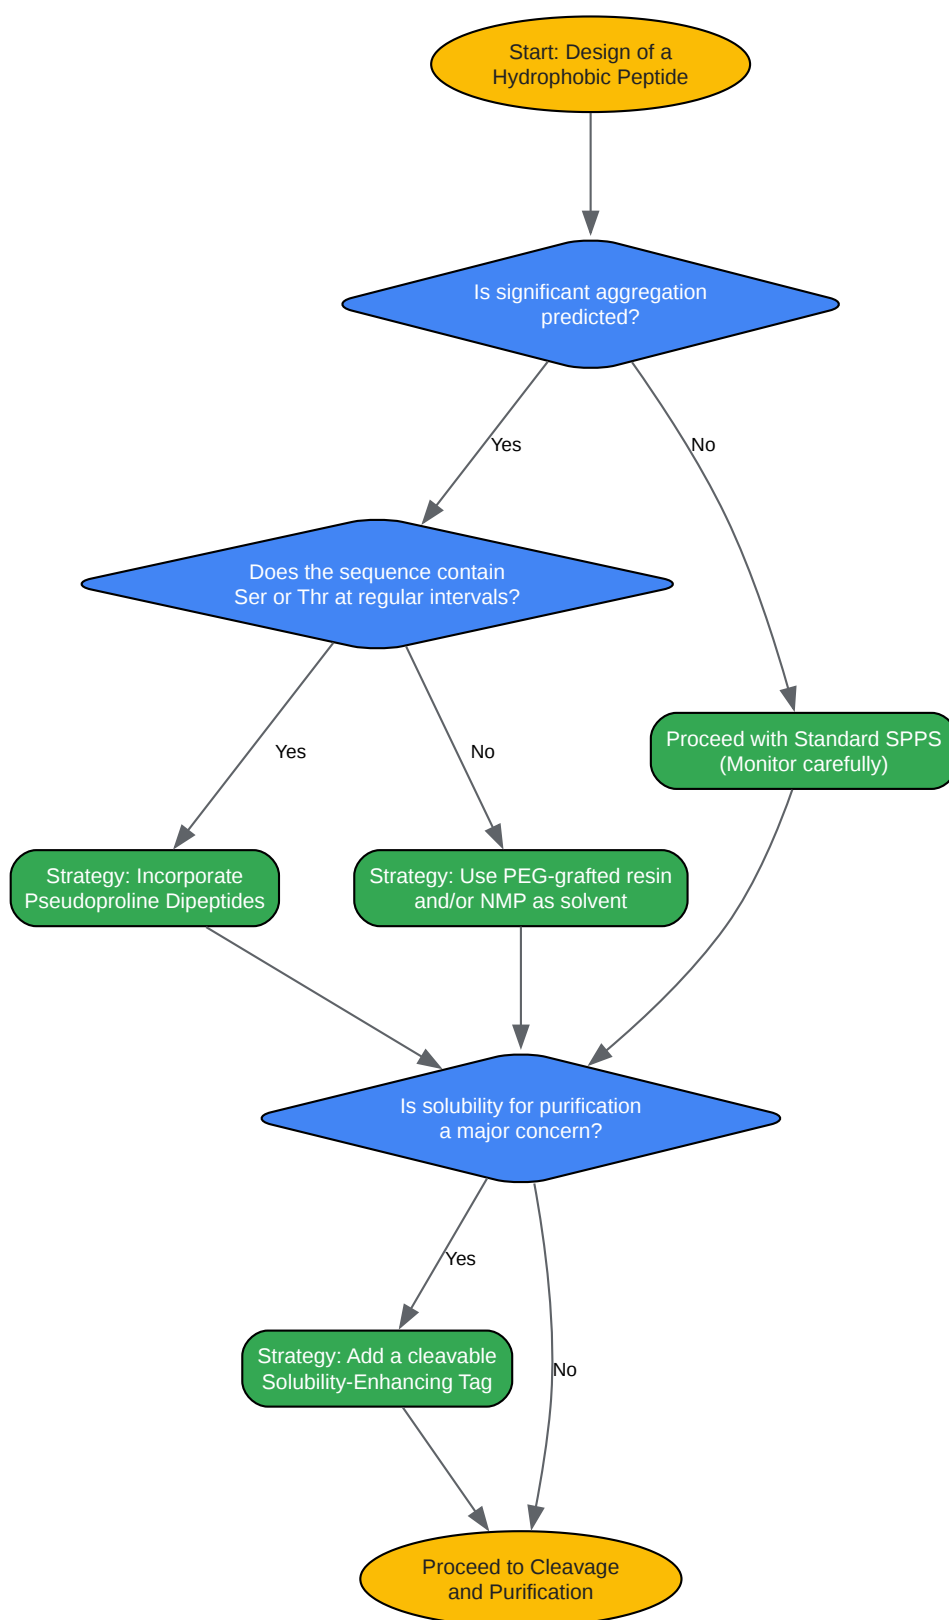 Start: Design of a
Hydrophobic Peptide
Is significant aggregation
predicted?
Yes
No
Does the sequence contain
Ser or Thr at regular intervals?
Yes
No
Proceed with Standard SPPS
(Monitor carefully)
Strategy: Incorporate
Pseudoproline Dipeptides
Strategy: Use PEG-grafted resin
and/or NMP as solvent
Is solubility for purification
a major concern?
Yes
Strategy: Add a cleavable
Solubility-Enhancing Tag
No
Proceed to Cleavage
and Purification